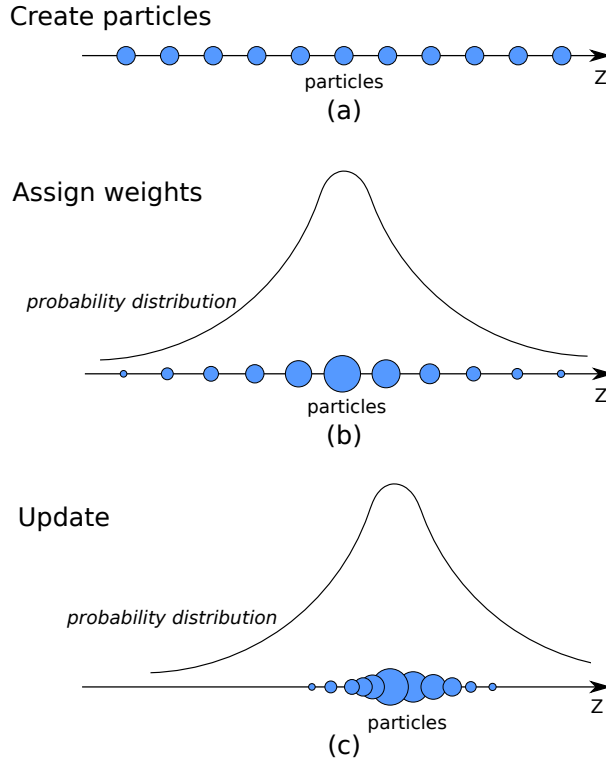 Create particles
particles
Z
(a)
Assign weights
probability distribution
particles
Z
(b)
Update
probability distribution
Z
particles
(c)